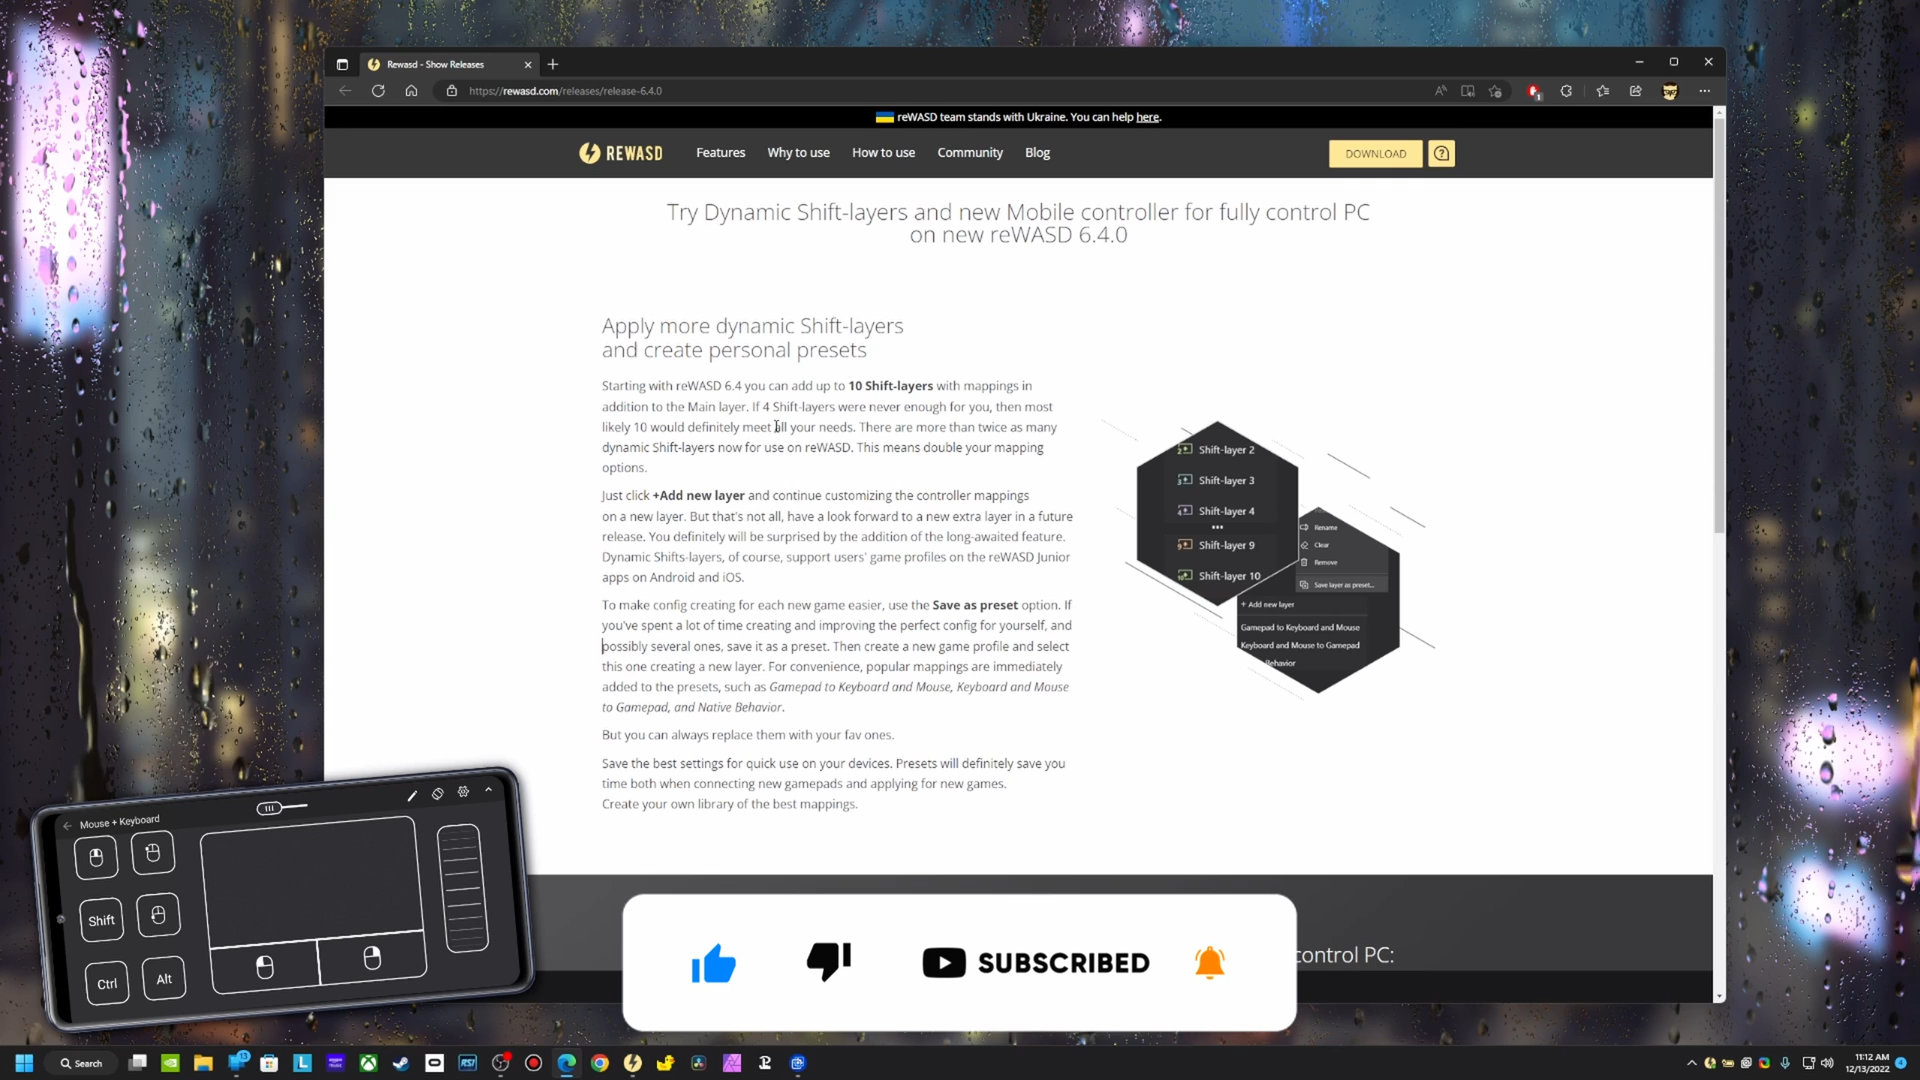 Rewasd - Show Releases
https://rewasd.com/releases/release-6.4.0
reWASD team stands with Ukraine. You can help here.
REWASD
Features
Why to use
How to use
Community
Blog
DOWNLOAD
Try Dynamic Shift-layers and new Mobile controller for fully control PC
on new reWASD 6.4.0
Apply more dynamic Shift-layers
and create personal presets
Starting with reWASD 6.4 you can add up to 10 Shift-layers with mappings in
addition to the Main layer. If 4 Shift-layers were never enough for you, then most
likely 10 would definitely meet all your needs. There are more than twice as many
dynamic Shift-layers now for use on reWASD. This means double your mapping
options.
Just click +Add new layer and continue customizing the controller mappings
on a new layer. But that's not all, have a look forward to a new extra layer in a future
release. You definitely will be surprised by the addition of the long-awaited feature.
Dynamic Shifts-layers, of course, support users' game profiles on the reWASD Junior
apps on Android and iOS.
To make config creating for each new game easier, use the Save as preset option. If
you've spent a lot of time creating and improving the perfect config for yourself, and
possibly several ones, save it as a preset. Then create a new game profile and select
this one creating a new layer. For convenience, popular mappings are immediately
added to the presets, such as Gamepad to Keyboard and Mouse, Keyboard and Mouse
to Gamepad, and Native Behavior.
But you can always replace them with your fav ones.
Save the best settings for quick use on your devices. Presets will definitely save you
time both when connecting new gamepads and applying for new games.
Create your own library of the best mappings.
Shift-layer 2
Shift-layer 3
Shift-layer 4
Shift-layer 9
Shift-layer 10
Rename
Clear
Remove
Save layer as preset...
+ Add new layer
Gamepad to Keyboard and Mouse
Keyboard and Mouse to Gamepad
Behavior
control PC:
Mouse + Keyboard
Shift
Ctrl
Alt
SUBSCRIBED
Search
13
L
RSI
11:12 AM
12/13/2022